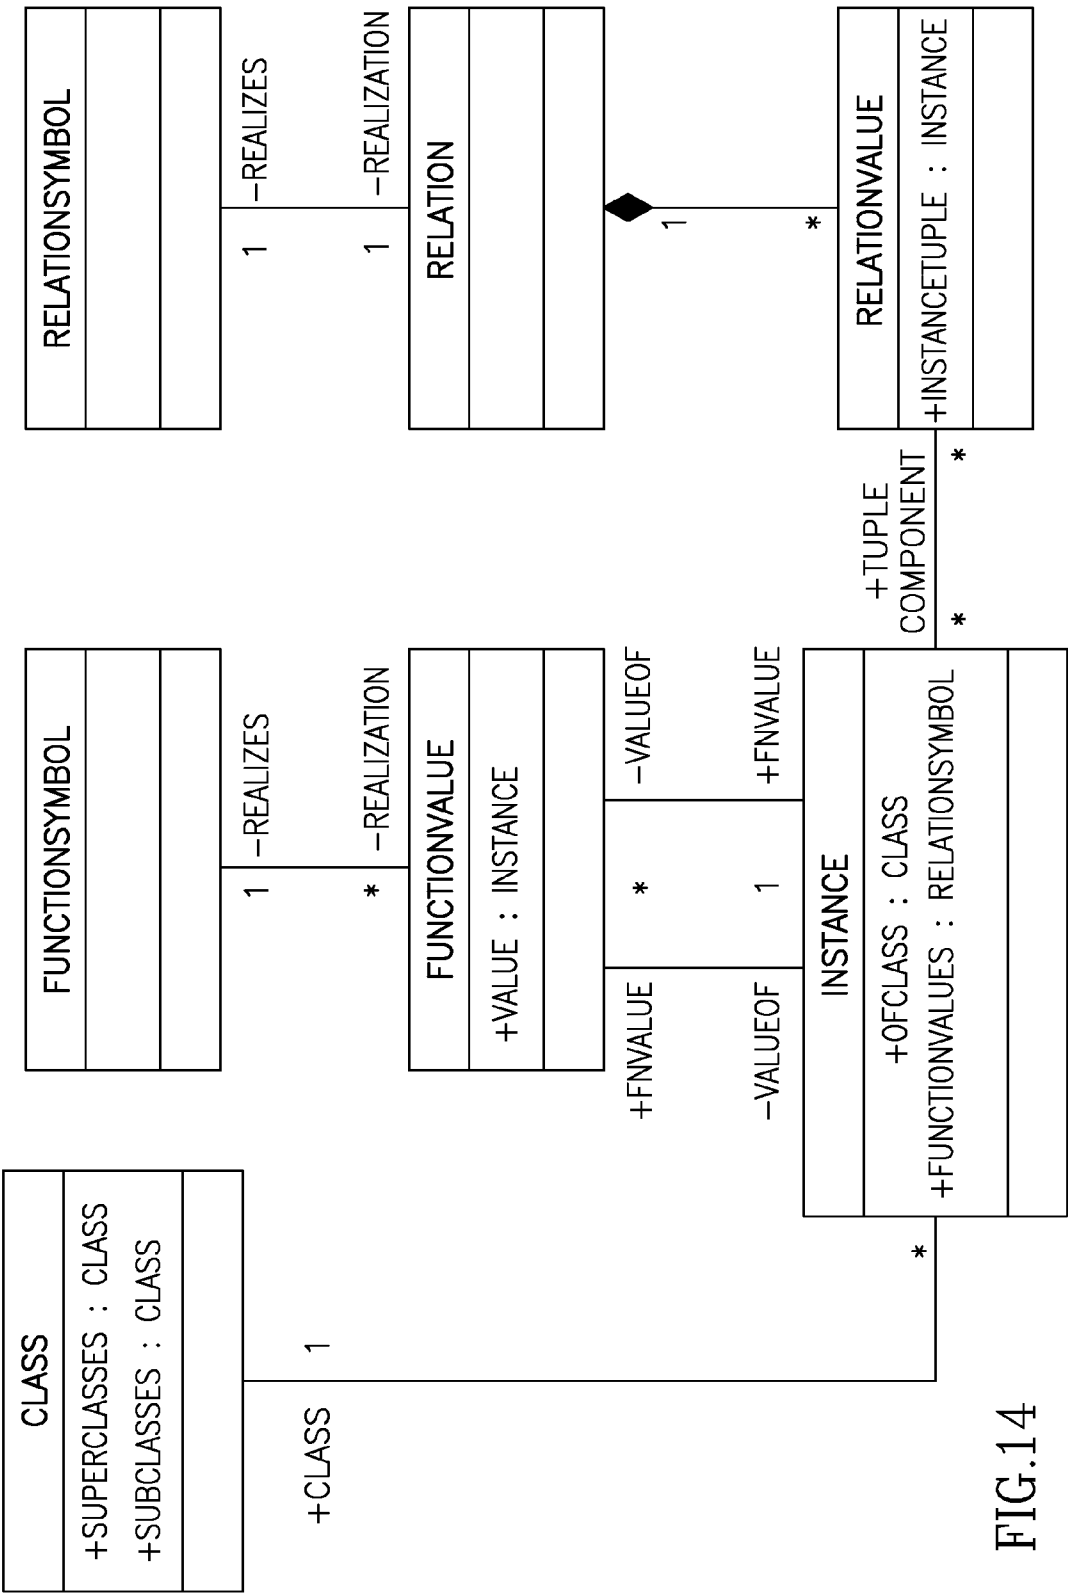 CLASS
+SUPERCLASSES : CLASS
+SUBCLASSES : CLASS
+CLASS
1
*
FUNCTIONSYMBOL
1
-REALIZES
*
-REALIZATION
FUNCTIONVALUE
+VALUE : INSTANCE
+FNVALUE
*
-VALUEOF
-VALUEOF
1
+FNVALUE
INSTANCE
+OFCLASS : CLASS
+FUNCTIONVALUES : RELATIONSYMBOL
+TUPLE
COMPONENT
*
*
RELATIONSYMBOL
1
-REALIZES
1
-REALIZATION
RELATION
1
*
RELATIONVALUE
+INSTANCETUPLE : INSTANCE
FIG.14